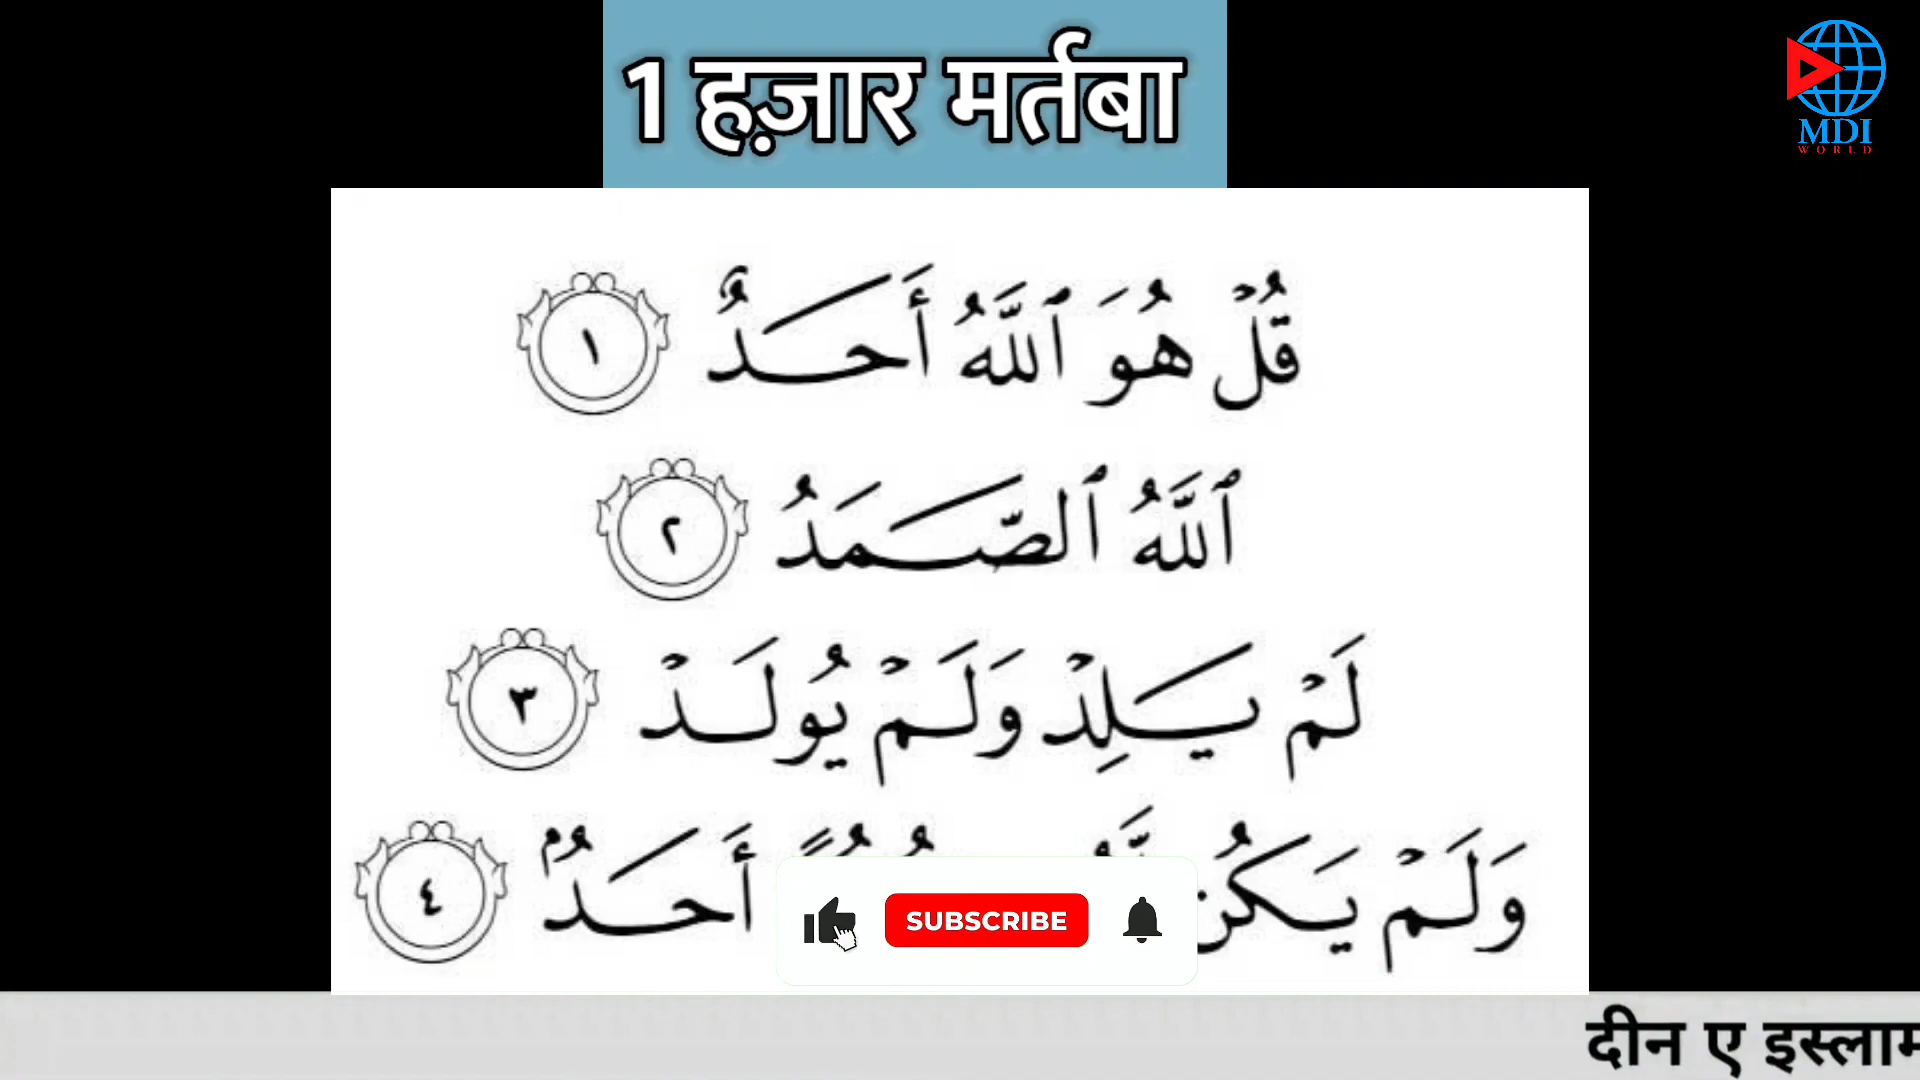 1 हज़ार मर्तबा
MDI
WORLD
قُلۡ هُوَ ٱللَّهُ أَحَدٌ ١
ٱللَّهُ ٱلصَّمَدُ ٢
لَمۡ يَلِدۡ وَلَمۡ يُولَدۡ ٣
وَلَمۡ يَكُن أَحَدٌۢ ٤
SUBSCRIBE
दीन ए इस्लाम